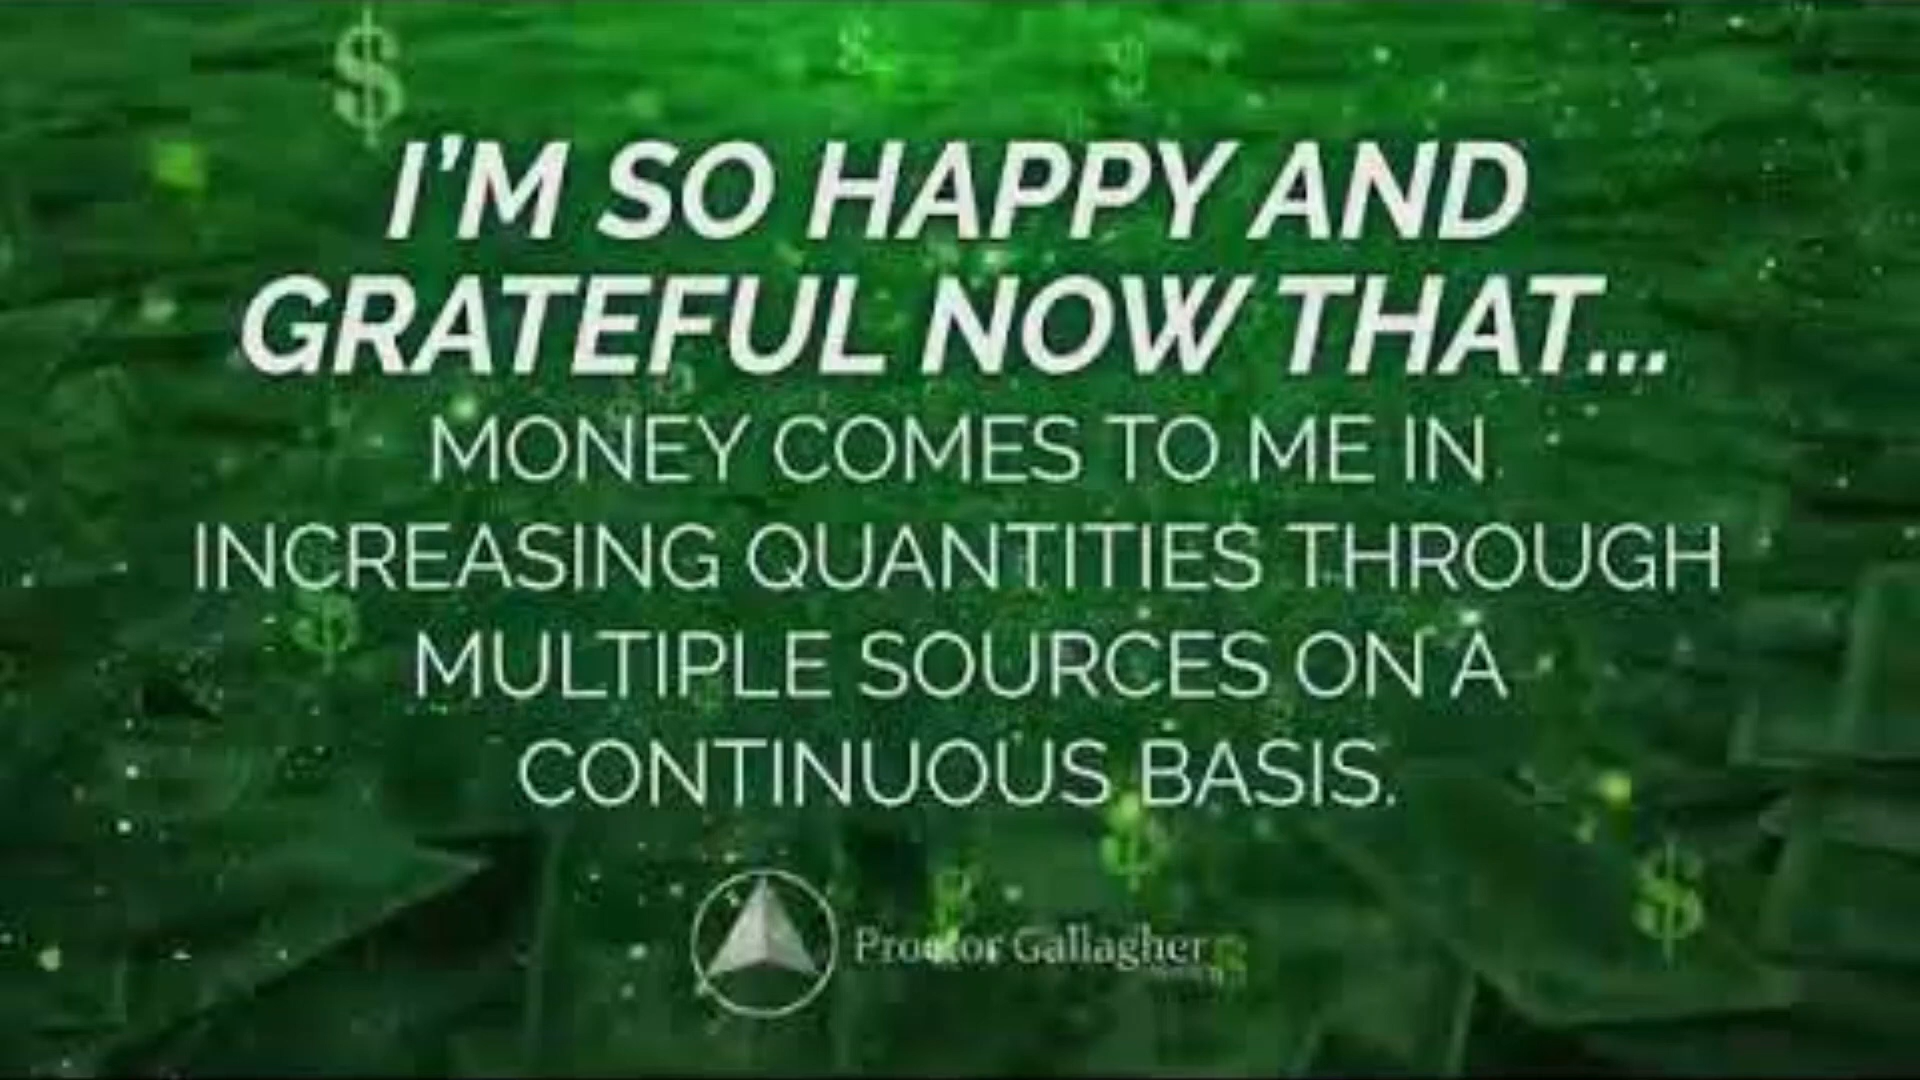 I'M SO HAPPY AND
GRATEFUL NOW THAT...
MONEY COMES TO ME IN
INCREASING QUANTITIES THROUGH
MULTIPLE SOURCES ON A
CONTINUOUS BASIS.
Proctor Gallagher